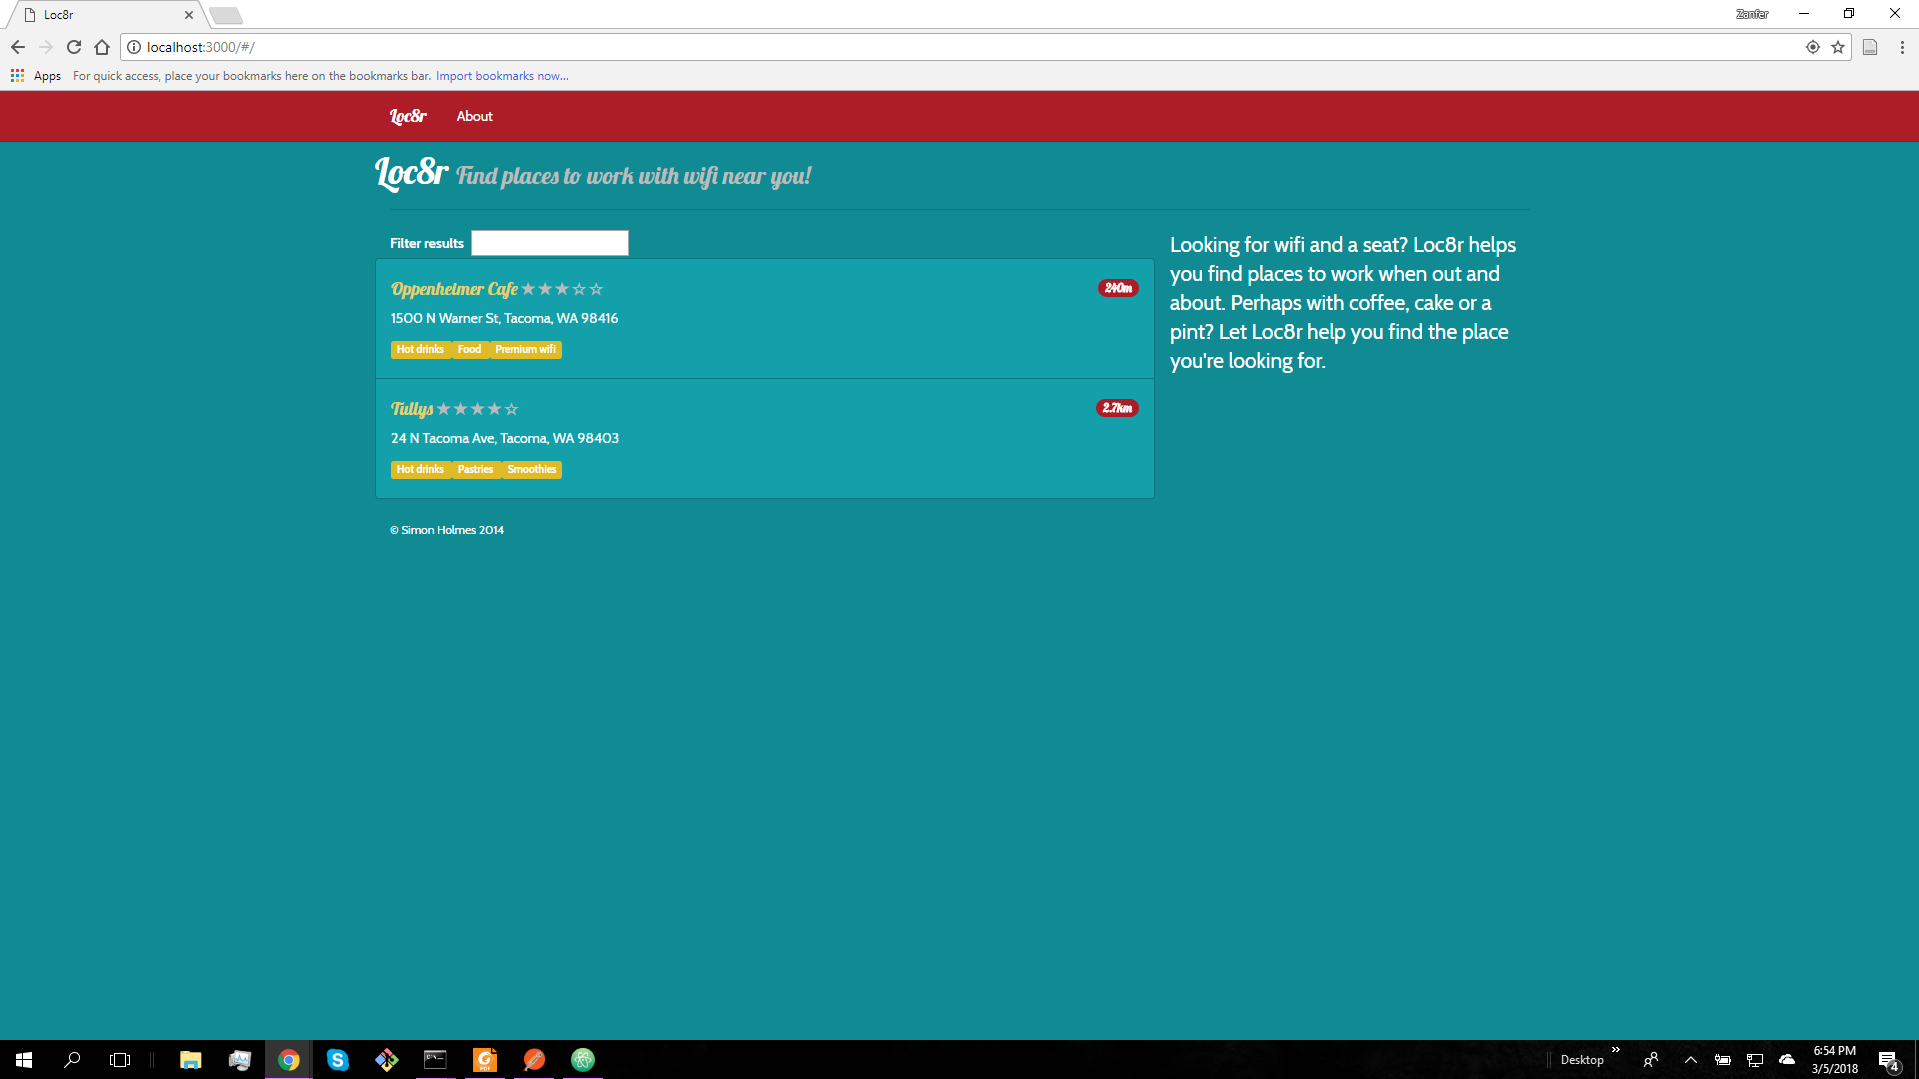 Loc8r
Zanfer
localhost:3000/#/
Apps For quick access, place your bookmarks here on the bookmarks bar. Import bookmarks now...
Loc8r About
Loc8r Find places to work with wifi near you!
Filter results
Oppenheimer Cafe ★★★☆☆ 240m
1500 N Warner St, Tacoma, WA 98416
Hot drinks Food Premium wifi
Tullys ★★★★☆ 2.7km
24 N Tacoma Ave, Tacoma, WA 98403
Hot drinks Pastries Smoothies
Looking for wifi and a seat? Loc8r helps
you find places to work when out and
about. Perhaps with coffee, cake or a
pint? Let Loc8r help you find the place
you're looking for.
© Simon Holmes 2014
Desktop
6:54 PM
3/5/2018
4